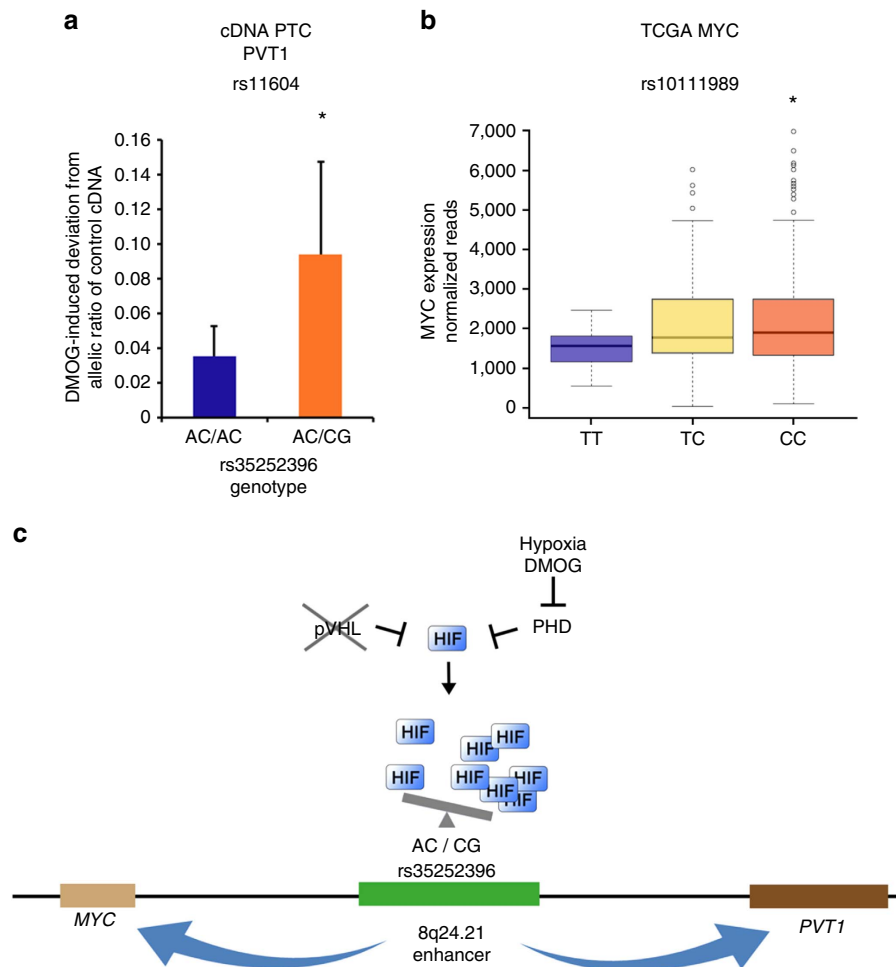 a
cDNA PTC
PVT1
rs11604
*
DMOG-induced deviation from
allelic ratio of control cDNA
0.16
0.14
0.12
0.10
0.08
0.06
0.04
0.02
0
AC/AC
AC/CG
rs35252396
genotype
b
TCGA MYC
rs10111989
*
MYC expression
normalized reads
7,000
6,000
5,000
4,000
3,000
2,000
1,000
0
TT
TC
CC
c
Hypoxia
DMOG
pVHL
HIF
PHD
HIF
HIF
HIF
HIF
HIF
HIF
HIF
HIF
AC / CG
rs35252396
MYC
8q24.21
enhancer
PVT1